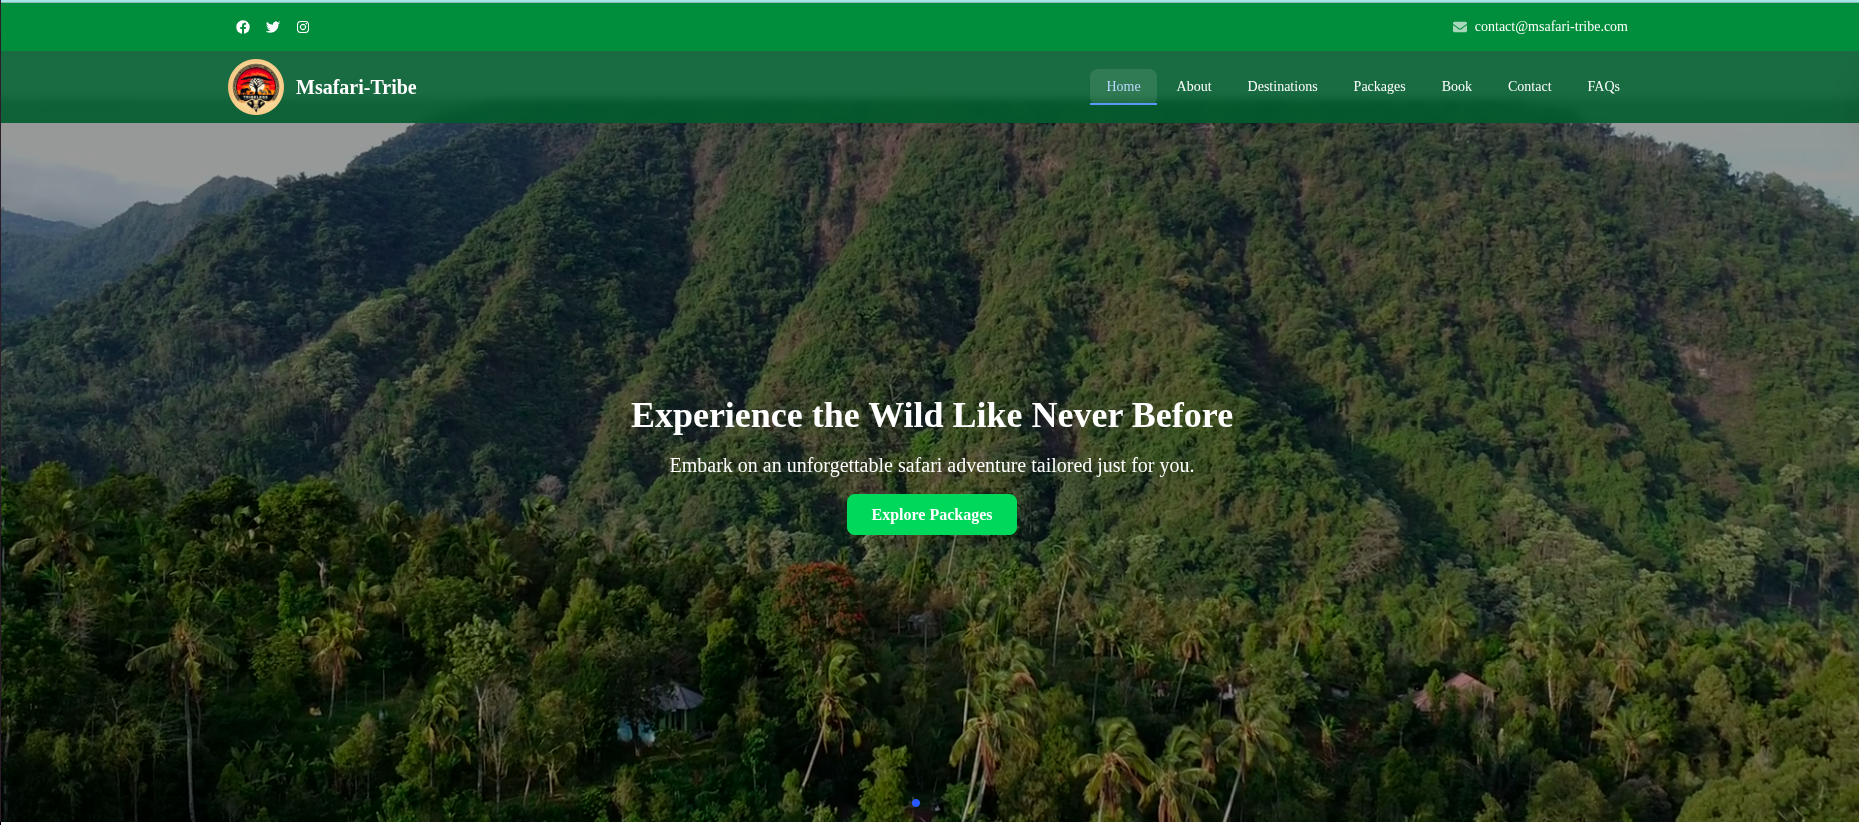 contact@msafari-tribe.com
Msafari-Tribe
Home About Destinations Packages Book Contact FAQs
Experience the Wild Like Never Before
Embark on an unforgettable safari adventure tailored just for you.
Explore Packages